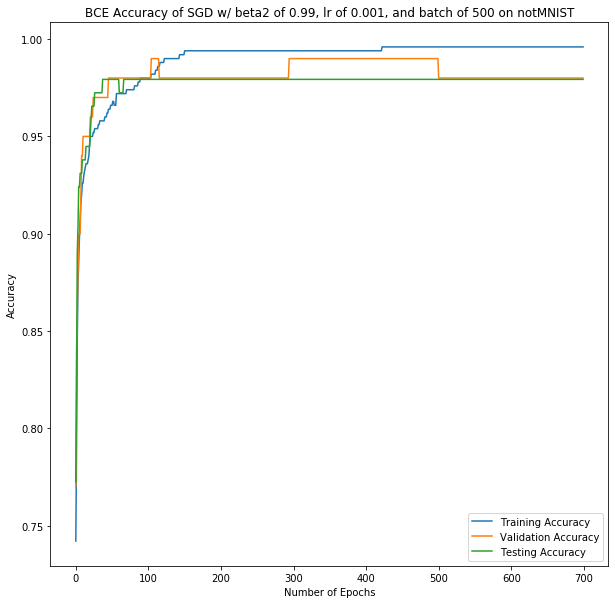 BCE Accuracy of SGD w/ beta2 of 0.99, lr of 0.001, and batch of 500 on notMNIST
1.00
0.95
0.90
0.85
0.80
0.75
Accuracy
0 100 200 300 400 500 600 700
Number of Epochs
Training Accuracy
Validation Accuracy
Testing Accuracy